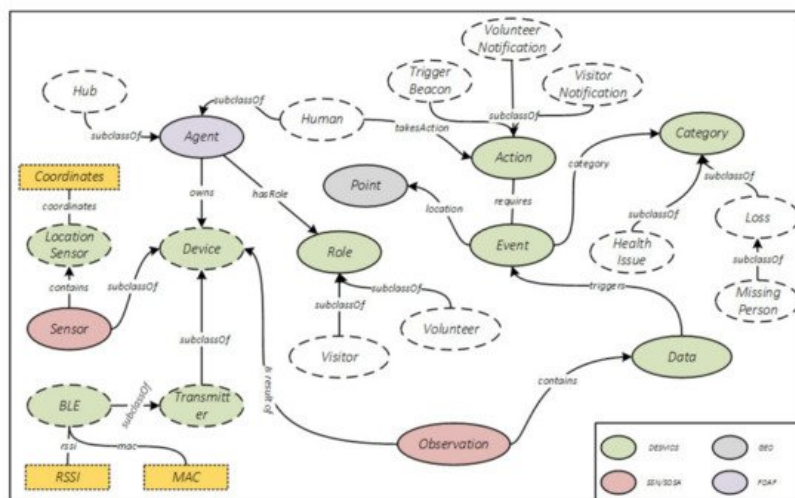 Volunteer
Notification
Trigger
Beacon
Visitor
Notification
Hub
subclassOf
subclassOf
Human
subclassOf
takesAction
Agent
Action
Category
category
Coordinates
coordinates
owns
hasRole
Point
location
requires
subclassOf
subclassOf
Loss
Location
Sensor
Device
Role
Event
Health
Issue
subclassOf
contains
subclassOf
triggers
Missing
Person
Sensor
subclassOf
subclassOf
subclassOf
Visitor
Volunteer
Data
BLE
subclassOf
Transmitt
er
is result of
contains
rssi
mac
Observation
RSSI
MAC
GEO
SSN/SOSA
FOAF